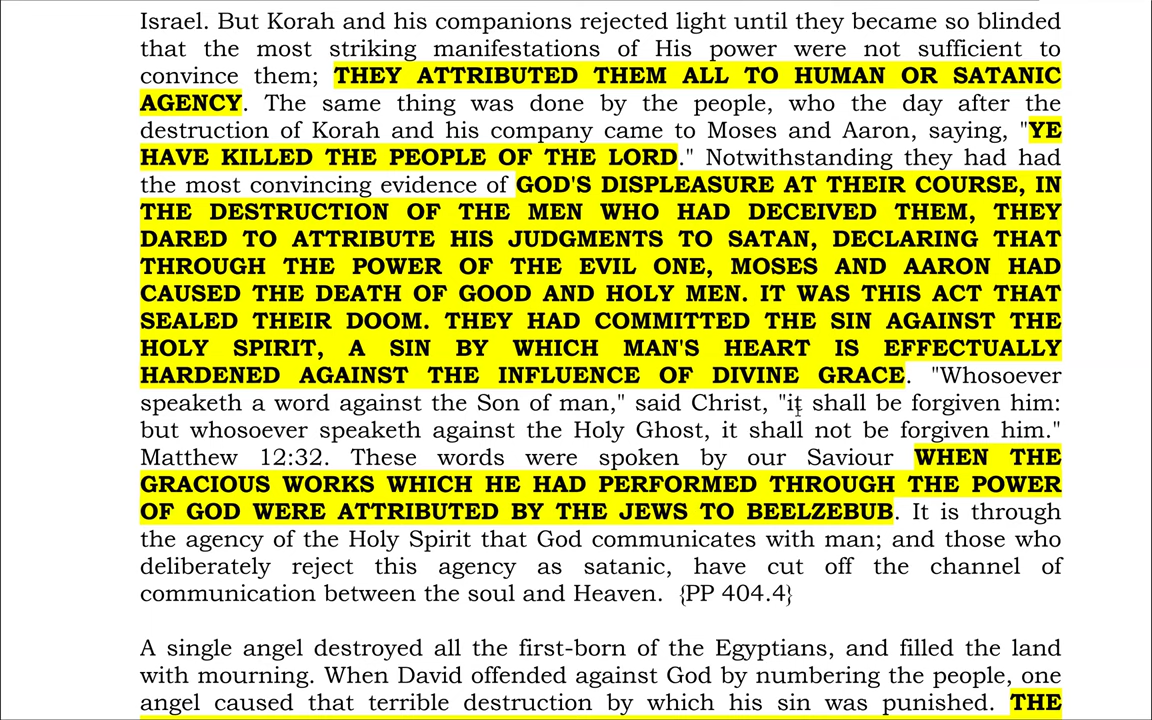 Israel. But Korah and his companions rejected light until they became so blinded
that the most striking manifestations of His power were not sufficient to
convince them; THEY ATTRIBUTED THEM ALL TO HUMAN OR SATANIC
AGENCY. The same thing was done by the people, who the day after the
destruction of Korah and his company came to Moses and Aaron, saying, "YE
HAVE KILLED THE PEOPLE OF THE LORD." Notwithstanding they had had
the most convincing evidence of GOD'S DISPLEASURE AT THEIR COURSE, IN
THE DESTRUCTION OF THE MEN WHO HAD DECEIVED THEM, THEY
DARED TO ATTRIBUTE HIS JUDGMENTS TO SATAN, DECLARING THAT
THROUGH THE POWER OF THE EVIL ONE, MOSES AND AARON HAD
CAUSED THE DEATH OF GOOD AND HOLY MEN. IT WAS THIS ACT THAT
SEALED THEIR DOOM. THEY HAD COMMITTED THE SIN AGAINST THE
HOLY SPIRIT, A SIN BY WHICH MAN'S HEART IS EFFECTUALLY
HARDENED AGAINST THE INFLUENCE OF DIVINE GRACE. "Whosoever
speaketh a word against the Son of man," said Christ, "it shall be forgiven him:
but whosoever speaketh against the Holy Ghost, it shall not be forgiven him."
Matthew 12:32. These words were spoken by our Saviour WHEN THE
GRACIOUS WORKS WHICH HE HAD PERFORMED THROUGH THE POWER
OF GOD WERE ATTRIBUTED BY THE JEWS TO BEELZEBUB. It is through
the agency of the Holy Spirit that God communicates with man; and those who
deliberately reject this agency as satanic, have cut off the channel of
communication between the soul and Heaven. {PP 404.4}
A single angel destroyed all the first-born of the Egyptians, and filled the land
with mourning. When David offended against God by numbering the people, one
angel caused that terrible destruction by which his sin was punished. THE